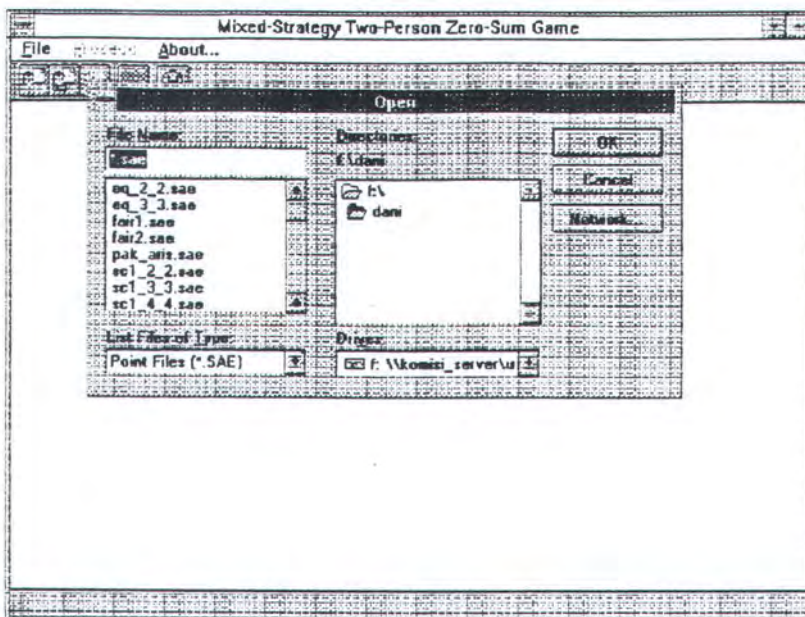 Mixed-Strategy Two-Person Zero-Sum Game
File Process About...
Open
File Name:
*.sae
eq_2_2.sae
eq_3_3.sae
fair1.sae
fair2.sae
pak_aris.sae
sc1_2_2.sae
sc1_3_3.sae
sc1_4_4.sae
List Files of Type:
Point Files (*.SAE)
Directories:
f:\dani
f:\
dani
Drives:
f: \\komisi_server\u
OK
Cancel
Network...